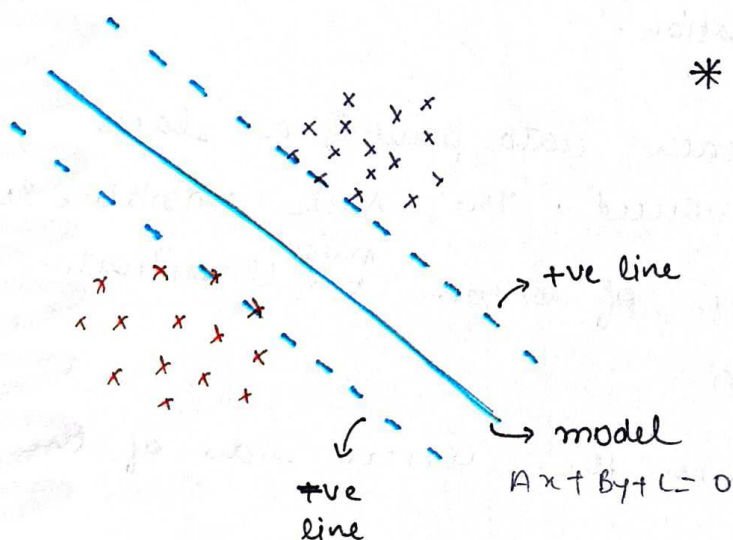 *
+ve line
model
Ax + By + C = 0
+ve
line